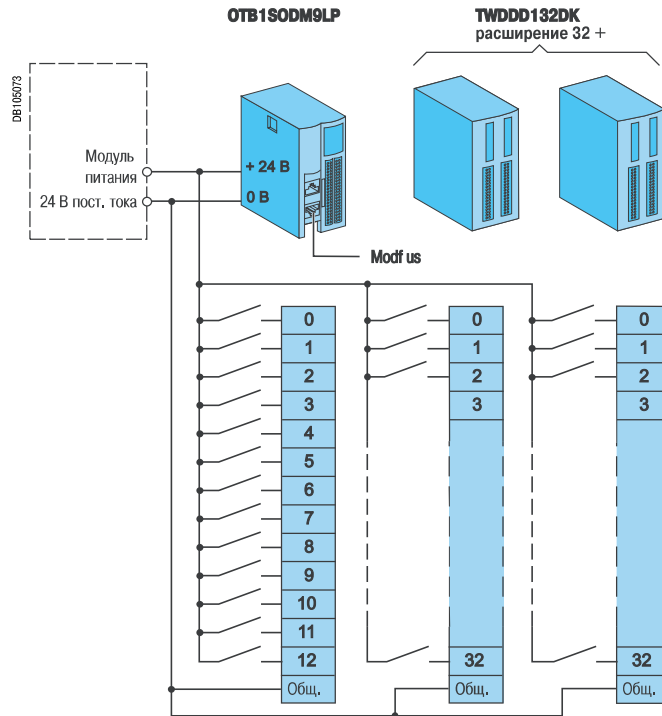 OTB1SODM9LP
TWDDD132DK
расширение 32 +
DB105073
Модуль
питания
24 В пост. тока
+ 24 В
0 В
Modf us
0
1
2
3
4
5
6
7
8
9
10
11
12
Общ.
0
1
2
3
32
Общ.
0
1
2
3
32
Общ.